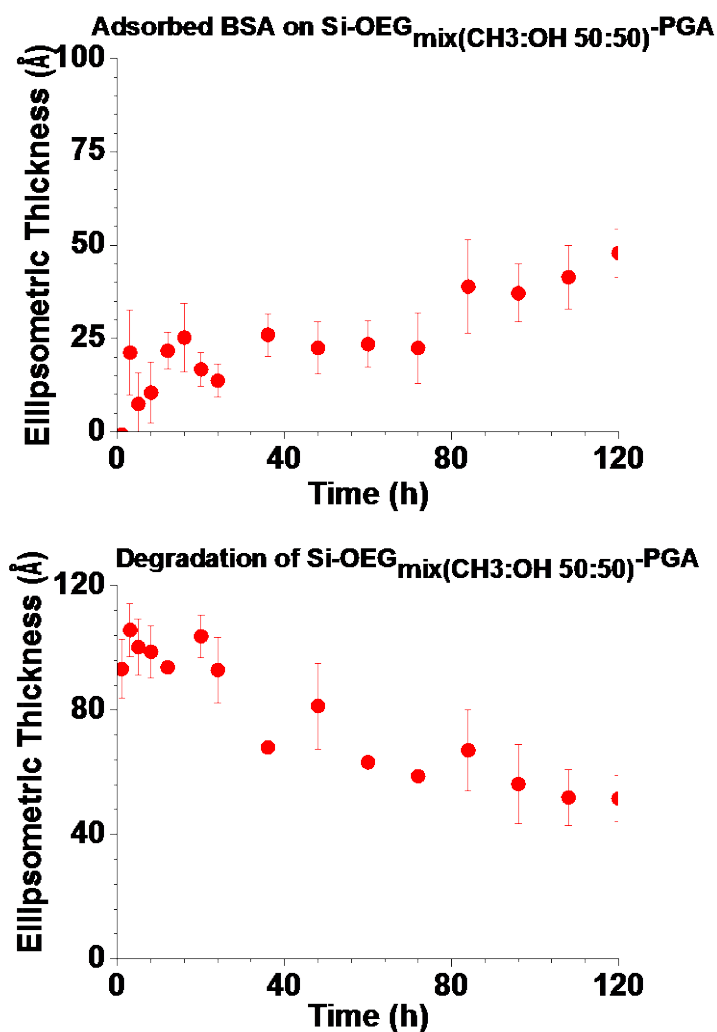 Adsorbed BSA on Si-OEGmix(CH3:OH 50:50)-PGA
Ellipsometric Thickness (Å)
100
75
50
25
0
0 40 80 120
Time (h)
Degradation of Si-OEGmix(CH3:OH 50:50)-PGA
Ellipsometric Thickness (Å)
120
80
40
0
0 40 80 120
Time (h)